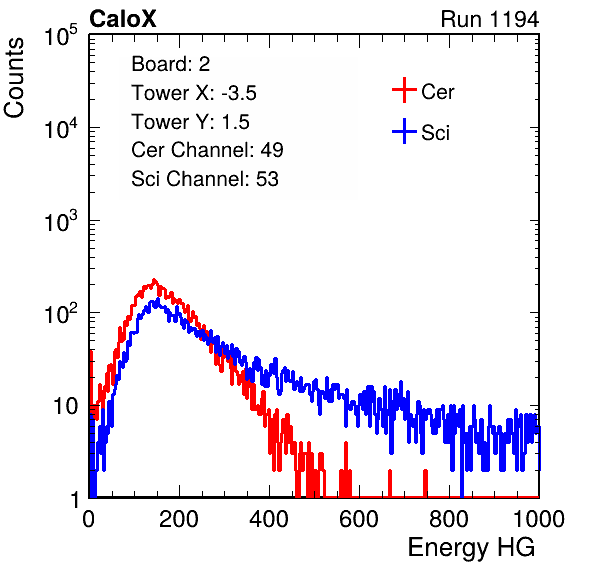 CaloX Run 1194
Counts
10^5
10^4
10^3
10^2
10
1
Board: 2
Tower X: -3.5
Tower Y: 1.5
Cer Channel: 49
Sci Channel: 53
Cer
Sci
0 200 400 600 800 1000
Energy HG